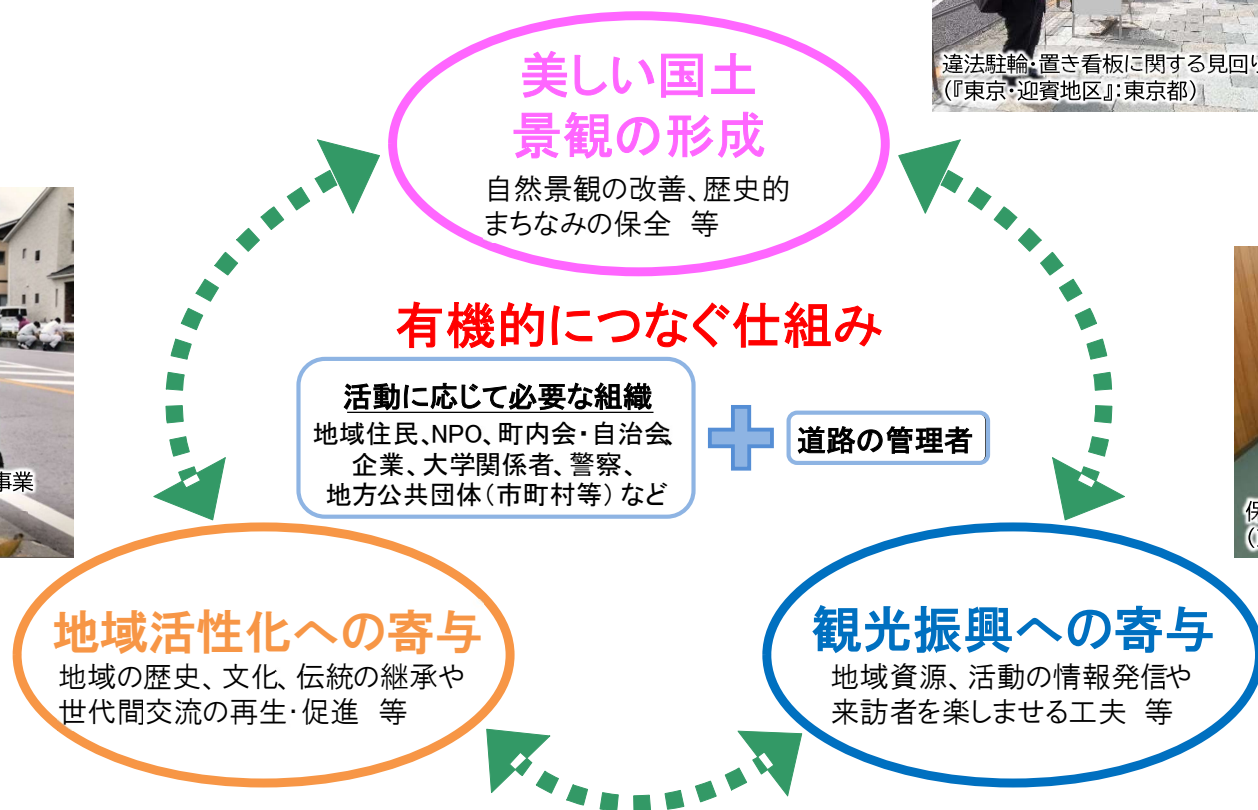 違法駐輪・置き看板に関する見回り
(『東京・迎賓地区』:東京都)
美しい国土
景観の形成
自然景観の改善、歴史的
まちなみの保全 等
有機的につなぐ仕組み
活動に応じて必要な組織
地域住民、NPO、町内会・自治会、
企業、大学関係者、警察、
地方公共団体(市町村等)など
道路の管理者
事業
保
地域活性化への寄与
地域の歴史、文化、伝統の継承や
世代間交流の再生・促進 等
観光振興への寄与
地域資源、活動の情報発信や
来訪者を楽しませる工夫 等